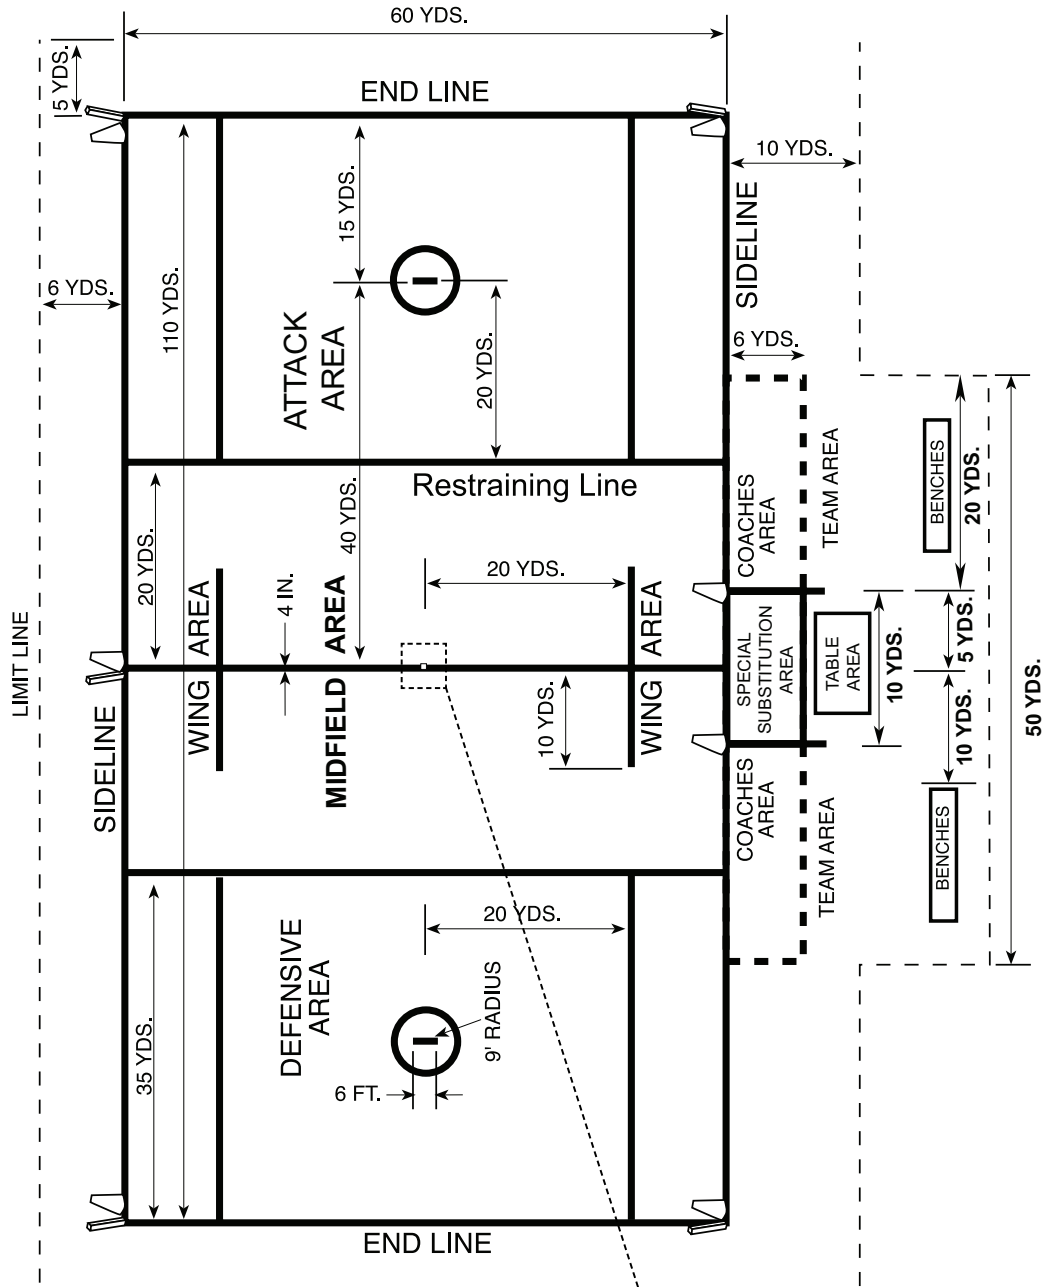 60 YDS.
5 YDS.
END LINE
10 YDS.
15 YDS.
SIDELINE
6 YDS.
110 YDS.
ATTACK
AREA
20 YDS.
6 YDS.
Restraining Line
40 YDS.
20 YDS.
COACHES
AREA
TEAM AREA
BENCHES
20 YDS.
20 YDS.
4 IN.
WING AREA
MIDFIELD AREA
WING AREA
LIMIT LINE
SPECIAL
SUBSTITUTION
AREA
TABLE
AREA
10 YDS.
5 YDS.
50 YDS.
10 YDS.
10 YDS.
SIDELINE
COACHES
AREA
TEAM AREA
BENCHES
20 YDS.
DEFENSIVE
AREA
9' RADIUS
35 YDS.
6 FT.
END LINE